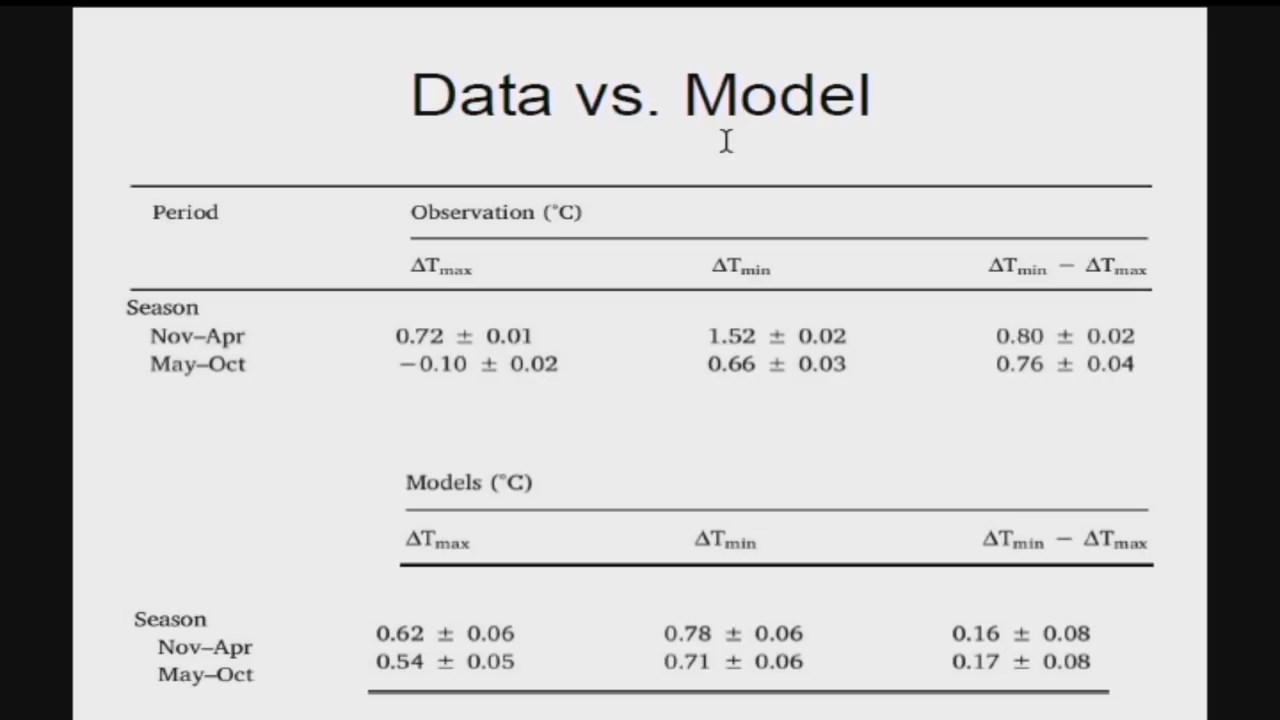 Data vs. Model
Period Observation (°C)
ΔTmax ΔTmin ΔTmin − ΔTmax
Season
Nov–Apr 0.72 ± 0.01 1.52 ± 0.02 0.80 ± 0.02
May–Oct −0.10 ± 0.02 0.66 ± 0.03 0.76 ± 0.04
Models (°C)
ΔTmax ΔTmin ΔTmin − ΔTmax
Season
Nov–Apr 0.62 ± 0.06 0.78 ± 0.06 0.16 ± 0.08
May–Oct 0.54 ± 0.05 0.71 ± 0.06 0.17 ± 0.08